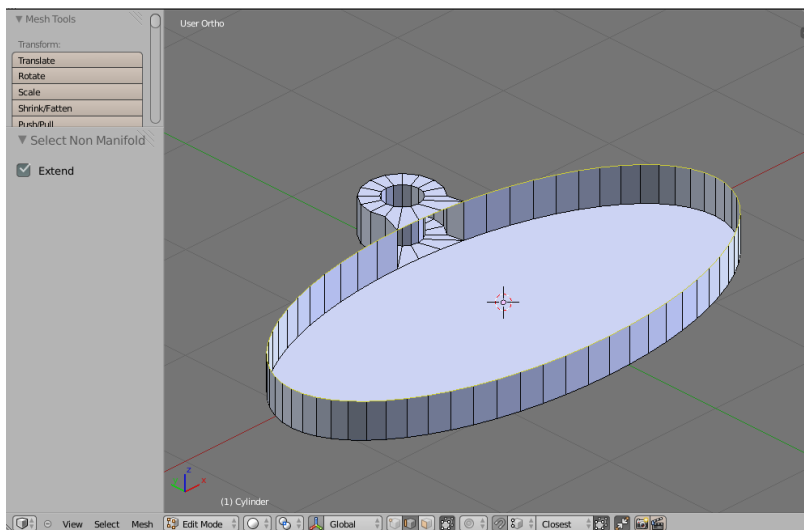 Mesh Tools
Transform:
Translate
Rotate
Scale
Shrink/Fatten
Push/Pull
Select Non Manifold
Extend
User Ortho
z
x
(1) Cylinder
View Select Mesh Edit Mode Global Closest